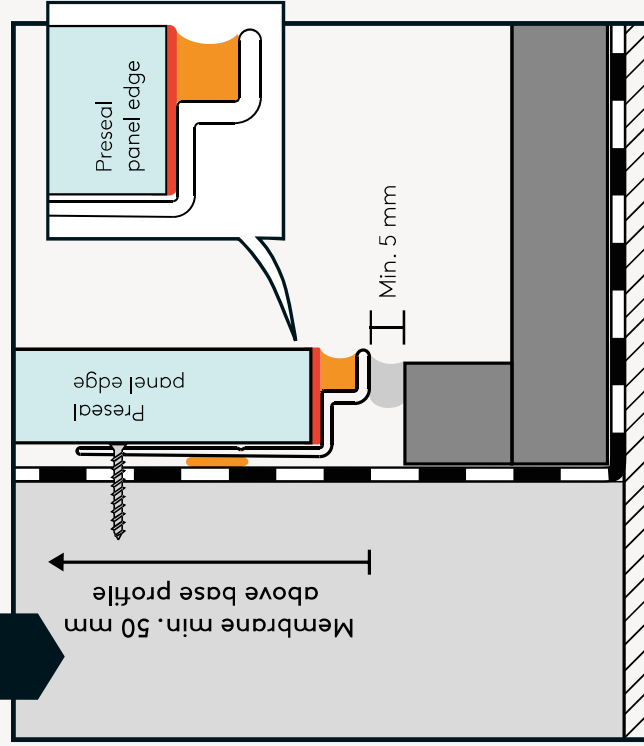 Preseal
panel edge
Min. 5 mm
Preseal
panel edge
Membrane min. 50 mm
above base profile